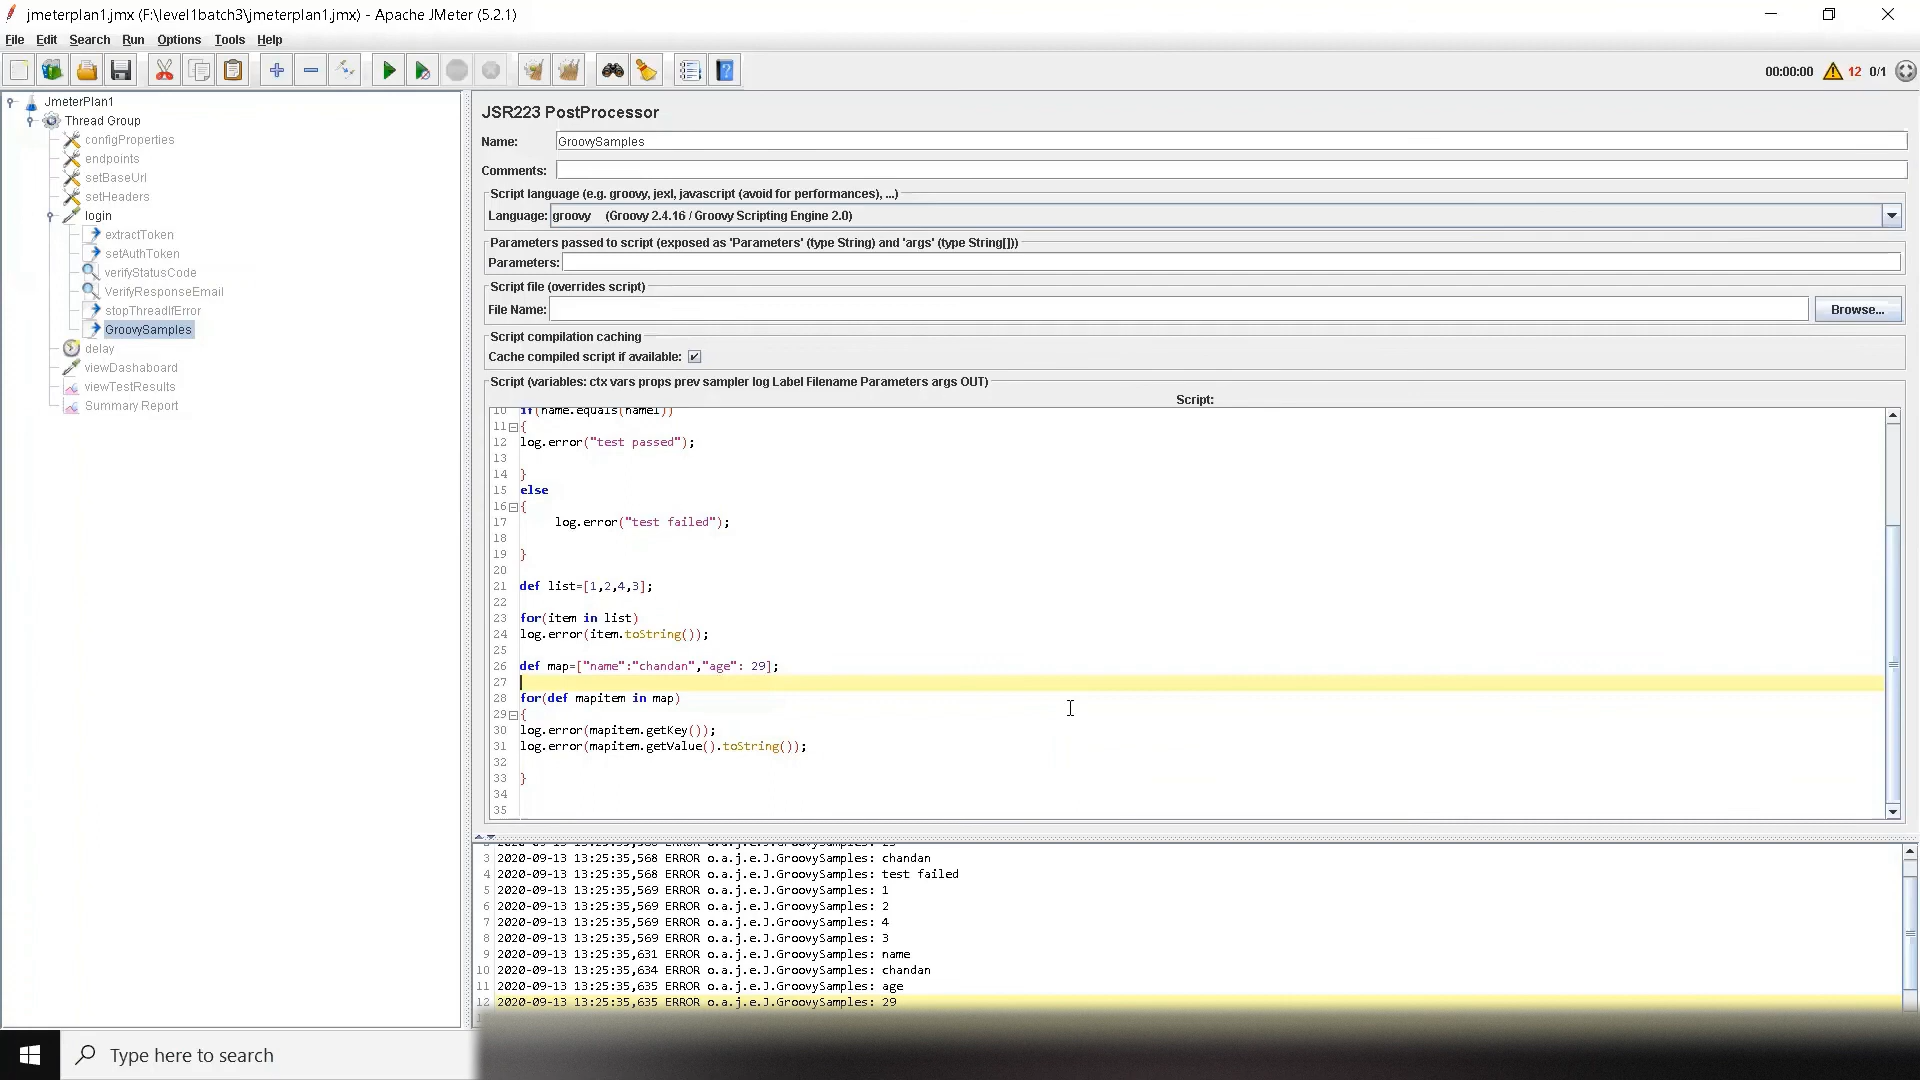 jmeterplan1.jmx (F:\level1batch3\jmeterplan1.jmx) - Apache JMeter (5.2.1)
File Edit Search Run Options Tools Help
00:00:00 12 0/1
JmeterPlan1
Thread Group
configProperties
endpoints
setBaseUrl
setHeaders
login
extractToken
setAuthToken
verifyStatusCode
VerifyResponseEmail
stopThreadIfError
GroovySamples
delay
viewDashboard
viewTestResults
Summary Report
JSR223 PostProcessor
Name: GroovySamples
Comments:
Script language (e.g. groovy, jexl, javascript (avoid for performances), ...)
Language: groovy (Groovy 2.4.16 / Groovy Scripting Engine 2.0)
Parameters passed to script (exposed as 'Parameters' (type String) and 'args' (type String[]))
Parameters:
Script file (overrides script)
File Name: Browse...
Script compilation caching
Cache compiled script if available:
Script (variables: ctx vars props prev sampler log Label Filename Parameters args OUT)
Script:
10 if(name.equals(name1))
11 {
12 log.error("test passed");
13
14 }
15 else
16 {
17 log.error("test failed");
18
19 }
20
21 def list=[1,2,4,3];
22
23 for(item in list)
24 log.error(item.toString());
25
26 def map=["name":"chandan","age": 29];
27
28 for(def mapitem in map)
29 {
30 log.error(mapitem.getKey());
31 log.error(mapitem.getValue().toString());
32
33 }
34
35
3 2020-09-13 13:25:35,568 ERROR o.a.j.e.J.GroovySamples: chandan
4 2020-09-13 13:25:35,568 ERROR o.a.j.e.J.GroovySamples: test failed
5 2020-09-13 13:25:35,569 ERROR o.a.j.e.J.GroovySamples: 1
6 2020-09-13 13:25:35,569 ERROR o.a.j.e.J.GroovySamples: 2
7 2020-09-13 13:25:35,569 ERROR o.a.j.e.J.GroovySamples: 4
8 2020-09-13 13:25:35,569 ERROR o.a.j.e.J.GroovySamples: 3
9 2020-09-13 13:25:35,631 ERROR o.a.j.e.J.GroovySamples: name
10 2020-09-13 13:25:35,634 ERROR o.a.j.e.J.GroovySamples: chandan
11 2020-09-13 13:25:35,635 ERROR o.a.j.e.J.GroovySamples: age
12 2020-09-13 13:25:35,635 ERROR o.a.j.e.J.GroovySamples: 29
Type here to search